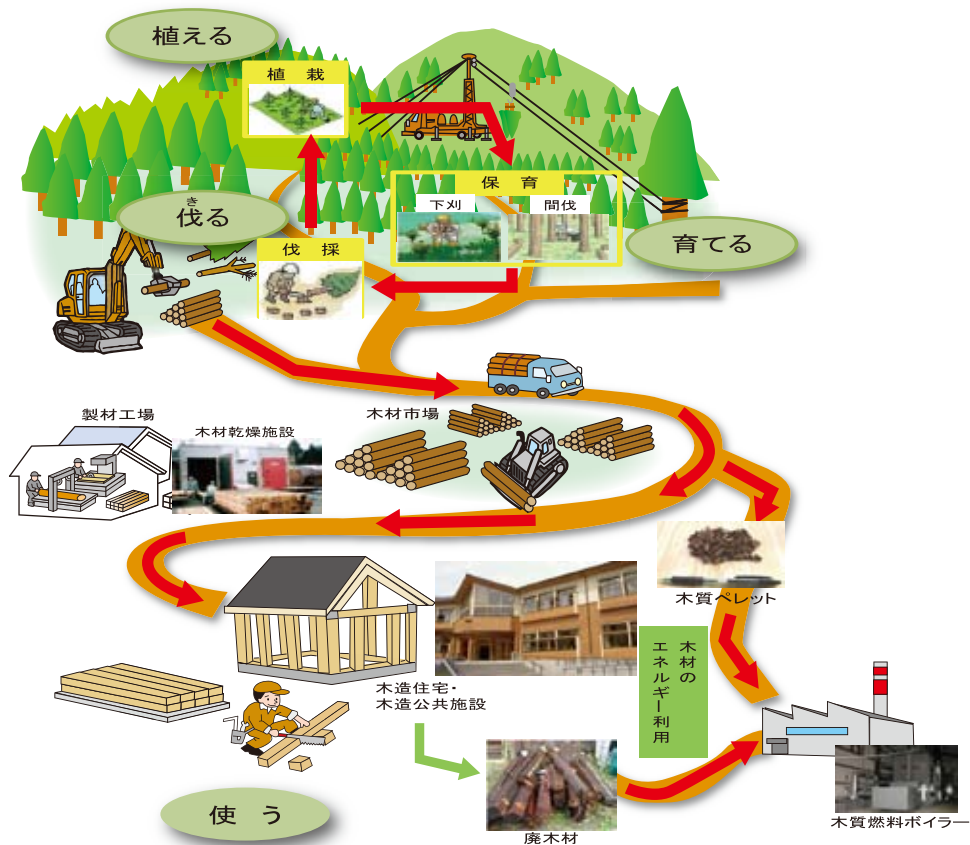 植える
植栽
保育
下刈
間伐
き
伐る
育てる
伐採
製材工場
木材乾燥施設
木材市場
木質ペレット
木材の
エネルギー利用
木造住宅・
木造公共施設
使う
廃木材
木質燃料ボイラー